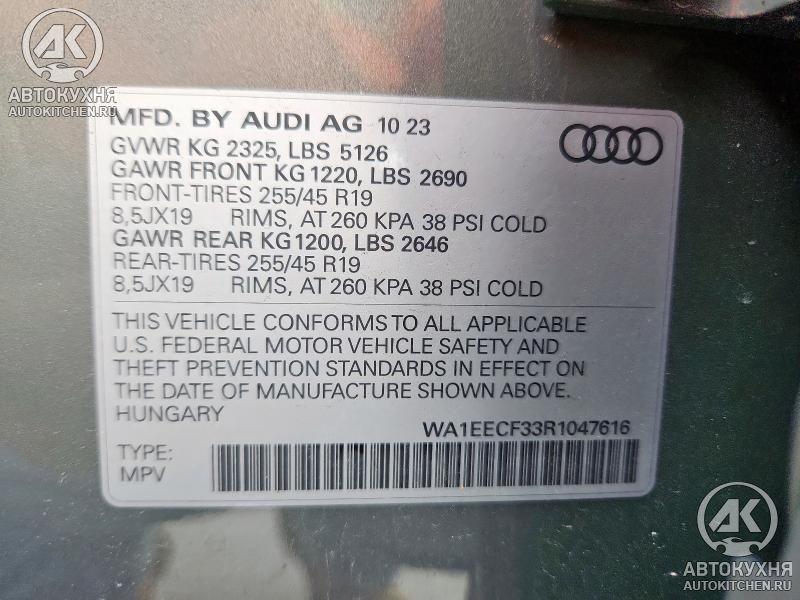 АК
АВТОКУХНЯ
AUTOKITCHEN.RU
MFD. BY AUDI AG 10 23
GVWR KG 2325, LBS 5126
GAWR FRONT KG 1220, LBS 2690
FRONT-TIRES 255/45 R19
8,5JX19 RIMS, AT 260 KPA 38 PSI COLD
GAWR REAR KG 1200, LBS 2646
REAR-TIRES 255/45 R19
8,5JX19 RIMS, AT 260 KPA 38 PSI COLD
THIS VEHICLE CONFORMS TO ALL APPLICABLE
U.S. FEDERAL MOTOR VEHICLE SAFETY AND
THEFT PREVENTION STANDARDS IN EFFECT ON
THE DATE OF MANUFACTURE SHOWN ABOVE.
HUNGARY
WA1EECF33R1047616
TYPE:
MPV
АК
АВТОКУХНЯ
AUTOKITCHEN.RU